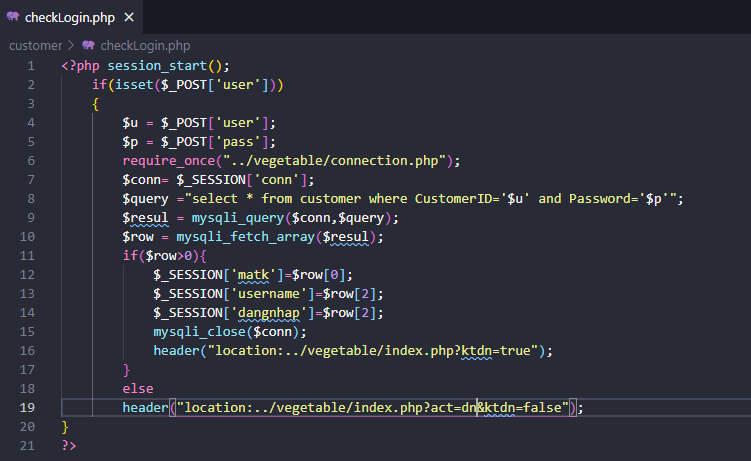 checkLogin.php ×
customer > checkLogin.php
1 <?php session_start();
2     if(isset($_POST['user']))
3     {
4         $u = $_POST['user'];
5         $p = $_POST['pass'];
6         require_once("../vegetable/connection.php");
7         $conn= $_SESSION['conn'];
8         $query ="select * from customer where CustomerID='$u' and Password='$p'";
9         $resul = mysqli_query($conn,$query);
10         $row = mysqli_fetch_array($resul);
11         if($row>0){
12             $_SESSION['matk']=$row[0];
13             $_SESSION['username']=$row[2];
14             $_SESSION['dangnhap']=$row[2];
15             mysqli_close($conn);
16             header("location:../vegetable/index.php?ktdn=true");
17         }
18         else
19         header("location:../vegetable/index.php?act=dn&ktdn=false");
20 }
21 ?>